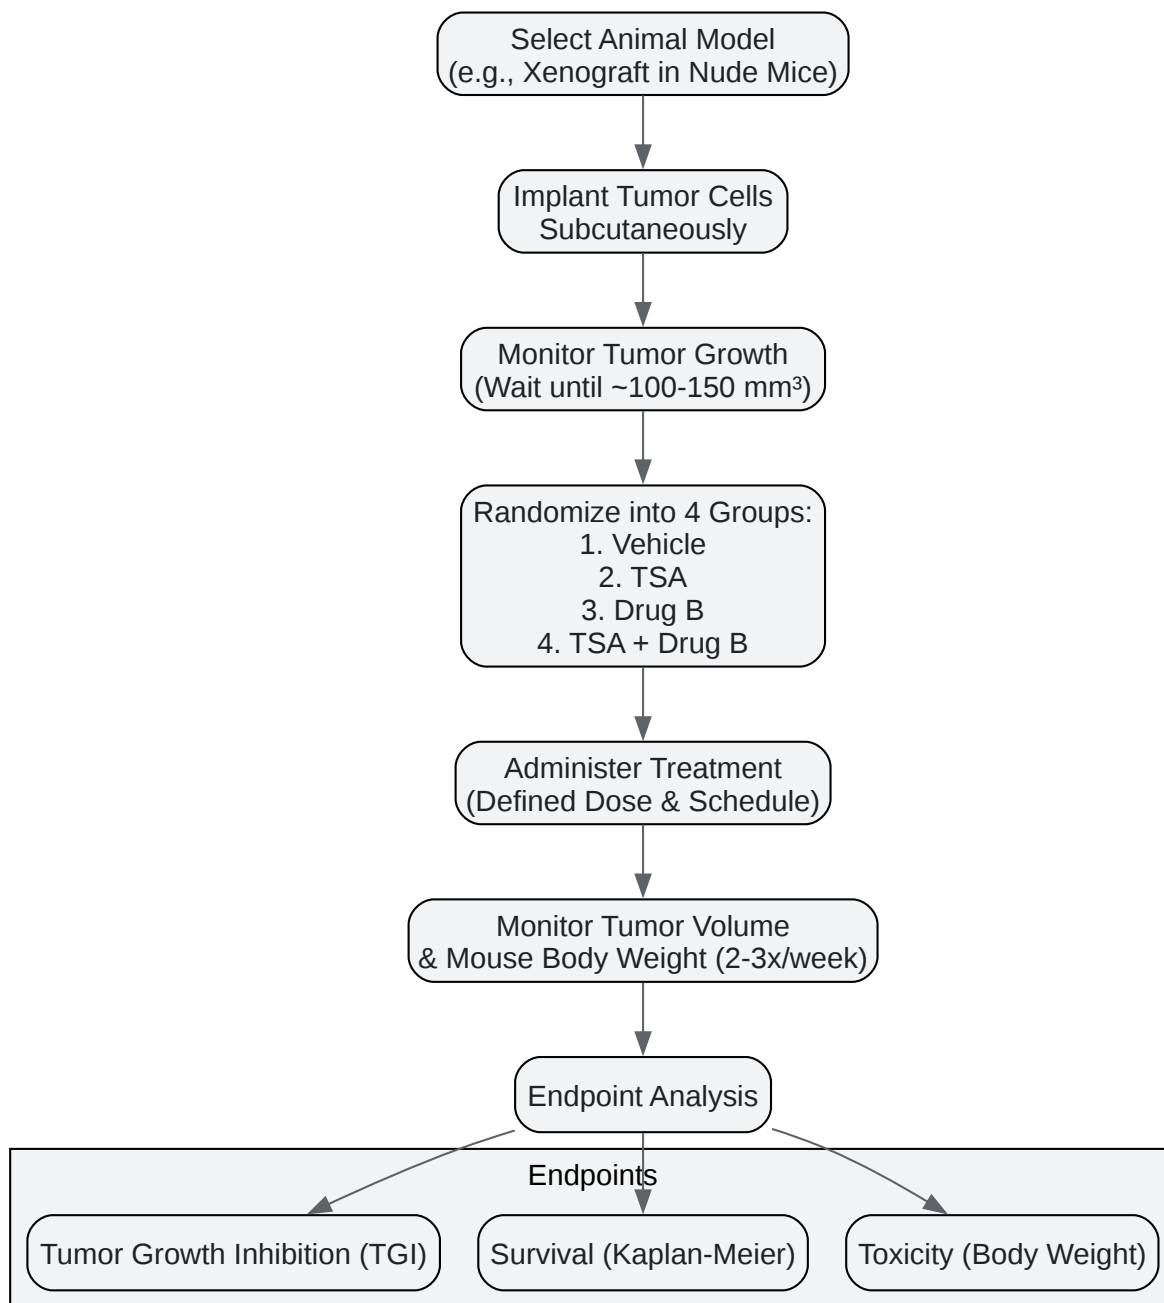 Select Animal Model
(e.g., Xenograft in Nude Mice)
Implant Tumor Cells
Subcutaneously
Monitor Tumor Growth
(Wait until ~100-150 mm³)
Randomize into 4 Groups:
1. Vehicle
2. TSA
3. Drug B
4. TSA + Drug B
Administer Treatment
(Defined Dose & Schedule)
Monitor Tumor Volume
& Mouse Body Weight (2-3x/week)
Endpoint Analysis
Endpoints
Tumor Growth Inhibition (TGI)
Survival (Kaplan-Meier)
Toxicity (Body Weight)